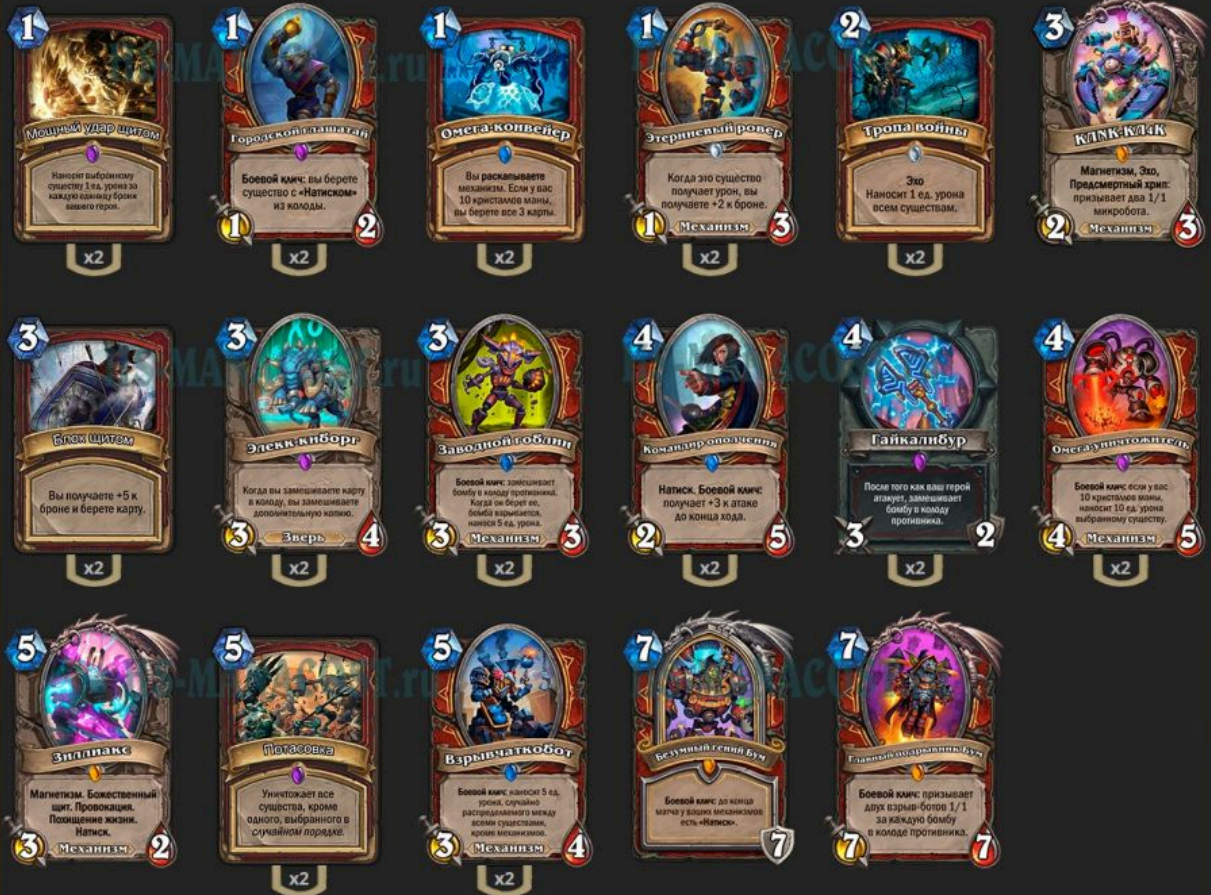 1
Мощный удар щитом
Наносит выбранному
существу 1 ед. урона за
каждую единицу брони
вашего героя.
x2
1
Городской глашатай
Боевой клич: вы берете
существо с «Натиском»
из колоды.
1
2
x2
1
Омега-конвейер
Вы раскапываете
механизм. Если у вас
10 кристаллов маны,
вы берете все 3 карты.
x2
1
Этерниевый ровер
Когда это существо
получает урон, вы
получаете +2 к броне.
1
Механизм
3
x2
2
Тропа войны
Эхо
Наносит 1 ед. урона
всем существам.
x2
3
КЛNК-КЛ4К
Магнетизм, Эхо,
Предсмертный хрип:
призывает два 1/1
микробота.
2
Механизм
3
3
Блок щитом
Вы получаете +5 к
броне и берете карту.
x2
3
Элекк-киборг
Когда вы замешиваете карту
в колоду, вы замешиваете
дополнительную копию.
3
Зверь
4
x2
3
Заводной гоблин
Боевой клич: замешивает
бомбу в колоду противника.
Когда он берет ее,
бомба взрывается,
нанося 5 ед. урона.
3
Механизм
3
x2
4
Командир ополчения
Натиск. Боевой клич:
получает +3 к атаке
до конца хода.
2
5
x2
4
Гайкалибур
После того как ваш герой
атакует, замешивает
бомбу в колоду
противника.
3
2
x2
4
Омега-уничтожитель
Боевой клич: если у вас
10 кристаллов маны,
наносит 10 ед. урона
выбранному существу.
4
Механизм
5
x2
5
Зиллиакс
Магнетизм. Божественный
щит. Провокация.
Похищение жизни.
Натиск.
3
Механизм
2
5
Потасовка
Уничтожает все
существа, кроме
одного, выбранного в
случайном порядке.
x2
5
Взрывчаткобот
Боевой клич: наносит 5 ед.
урона, случайно
распределяемого между
всеми существами,
кроме механизмов.
3
Механизм
4
x2
7
Безумный гений Бум
Боевой клич: до конца
матча у ваших механизмов
есть «Натиск».
7
7
Главный подрывник Бум
Боевой клич: призывает
двух взрыв-ботов 1/1
за каждую бомбу
в колоде противника.
7
7